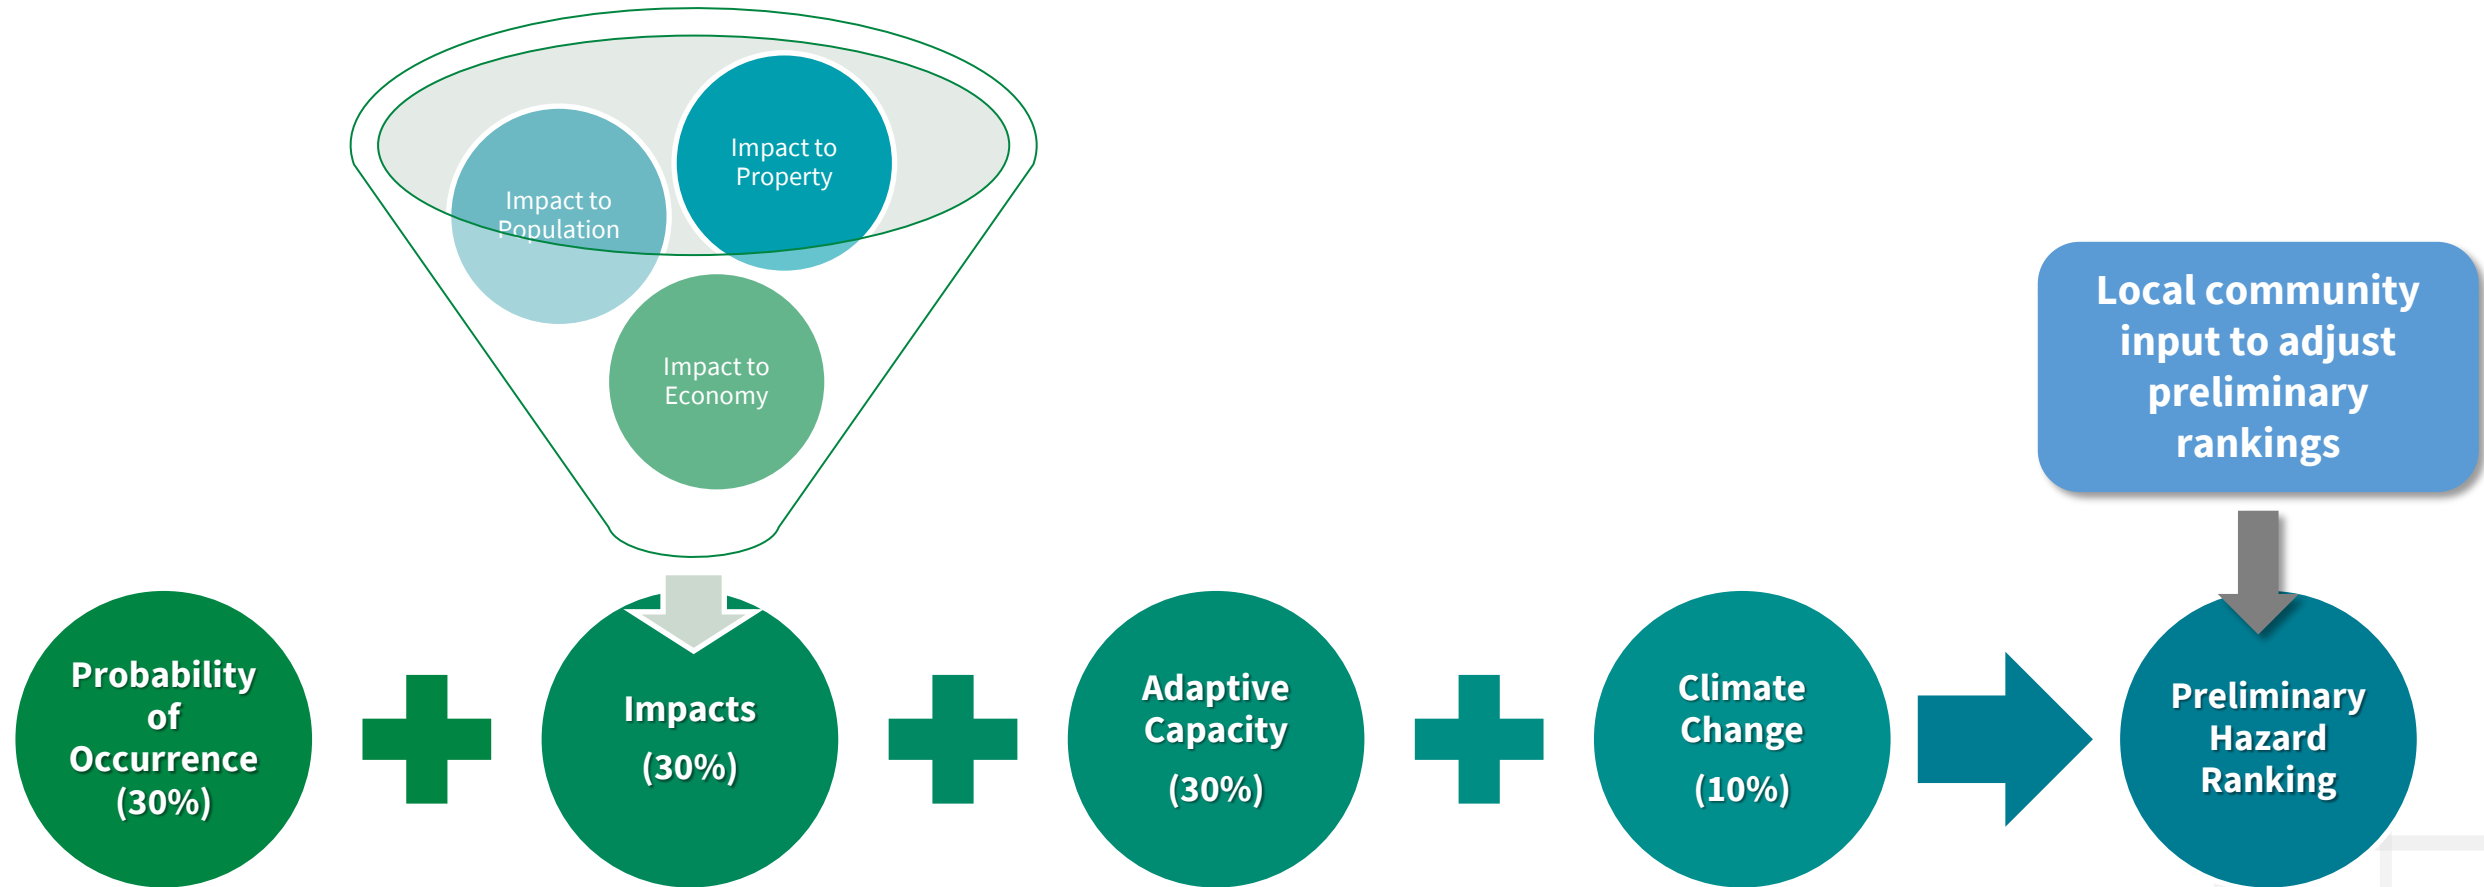 Impact to
Property
Impact to
Population
Impact to
Economy
Local community
input to adjust
preliminary
rankings
Probability
of
Occurrence
(30%)
Impacts
(30%)
Adaptive
Capacity
(30%)
Climate
Change
(10%)
Preliminary
Hazard
Ranking